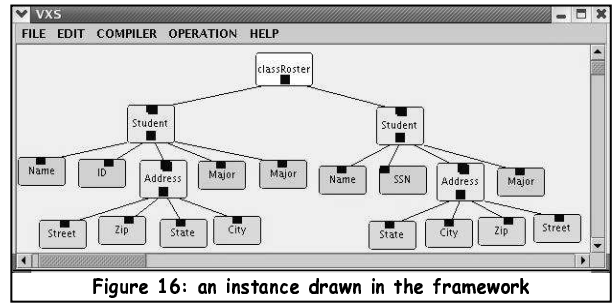 VXS
FILE EDIT COMPILER OPERATION HELP
classRoster
Student Student
Name ID Address Major Major Name SSN Address Major
Street Zip State City State City Zip Street
Figure 16: an instance drawn in the framework